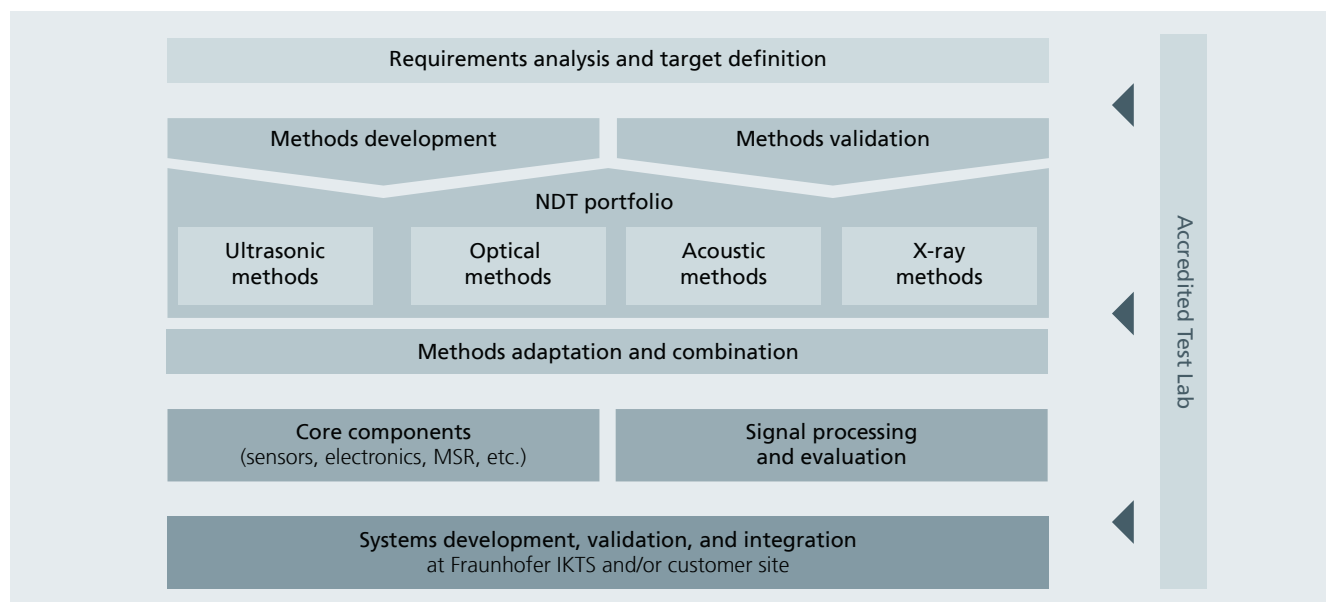 Requirements analysis and target definition
Methods development
Methods validation
NDT portfolio
Ultrasonic
methods
Optical
methods
Acoustic
methods
X-ray
methods
Methods adaptation and combination
Core components
(sensors, electronics, MSR, etc.)
Signal processing
and evaluation
Systems development, validation, and integration
at Fraunhofer IKTS and/or customer site
Accredited Test Lab